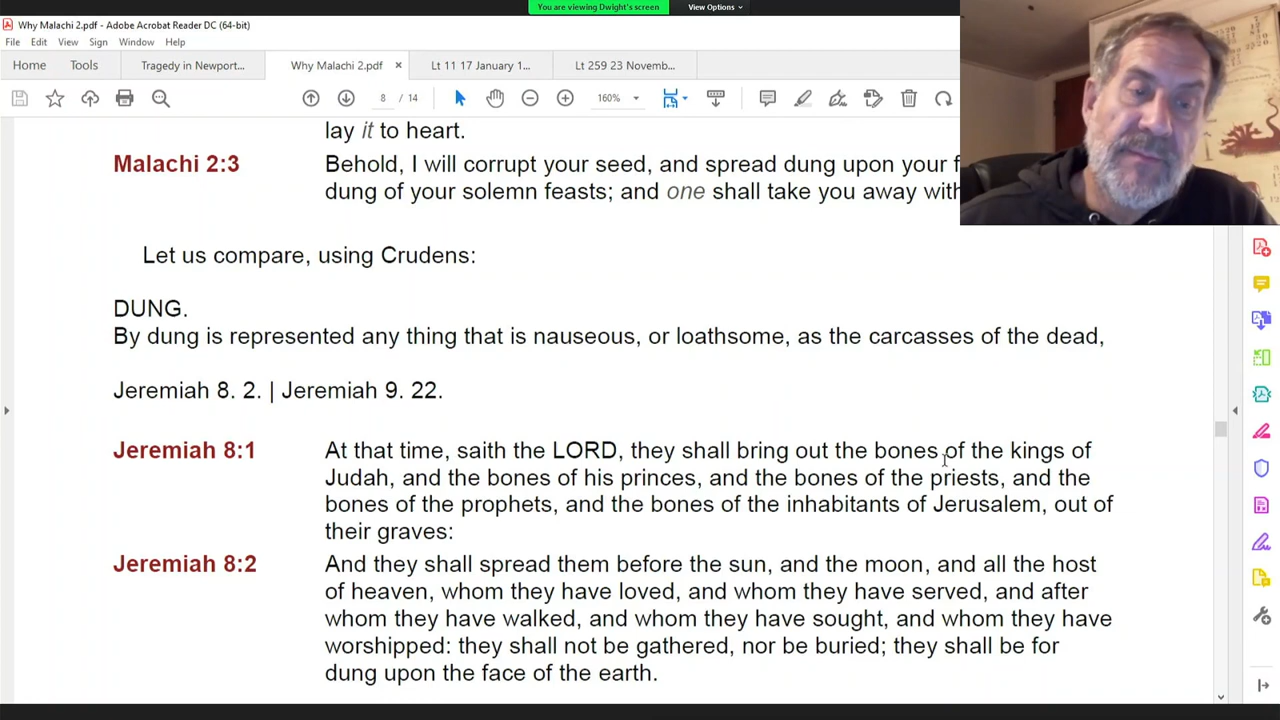 You are viewing Dwight's screen View Options
Why Malachi 2.pdf - Adobe Acrobat Reader DC (64-bit)
File Edit View Sign Window Help
Home Tools Tragedy in Newport... Why Malachi 2.pdf × Lt 11 17 January 1... Lt 259 23 Novemb...
8 / 14 160%
lay it to heart.
Malachi 2:3 Behold, I will corrupt your seed, and spread dung upon your f
dung of your solemn feasts; and one shall take you away with
Let us compare, using Crudens:
DUNG.
By dung is represented any thing that is nauseous, or loathsome, as the carcasses of the dead,
Jeremiah 8. 2. | Jeremiah 9. 22.
Jeremiah 8:1 At that time, saith the LORD, they shall bring out the bones of the kings of
Judah, and the bones of his princes, and the bones of the priests, and the
bones of the prophets, and the bones of the inhabitants of Jerusalem, out of
their graves:
Jeremiah 8:2 And they shall spread them before the sun, and the moon, and all the host
of heaven, whom they have loved, and whom they have served, and after
whom they have walked, and whom they have sought, and whom they have
worshipped: they shall not be gathered, nor be buried; they shall be for
dung upon the face of the earth.